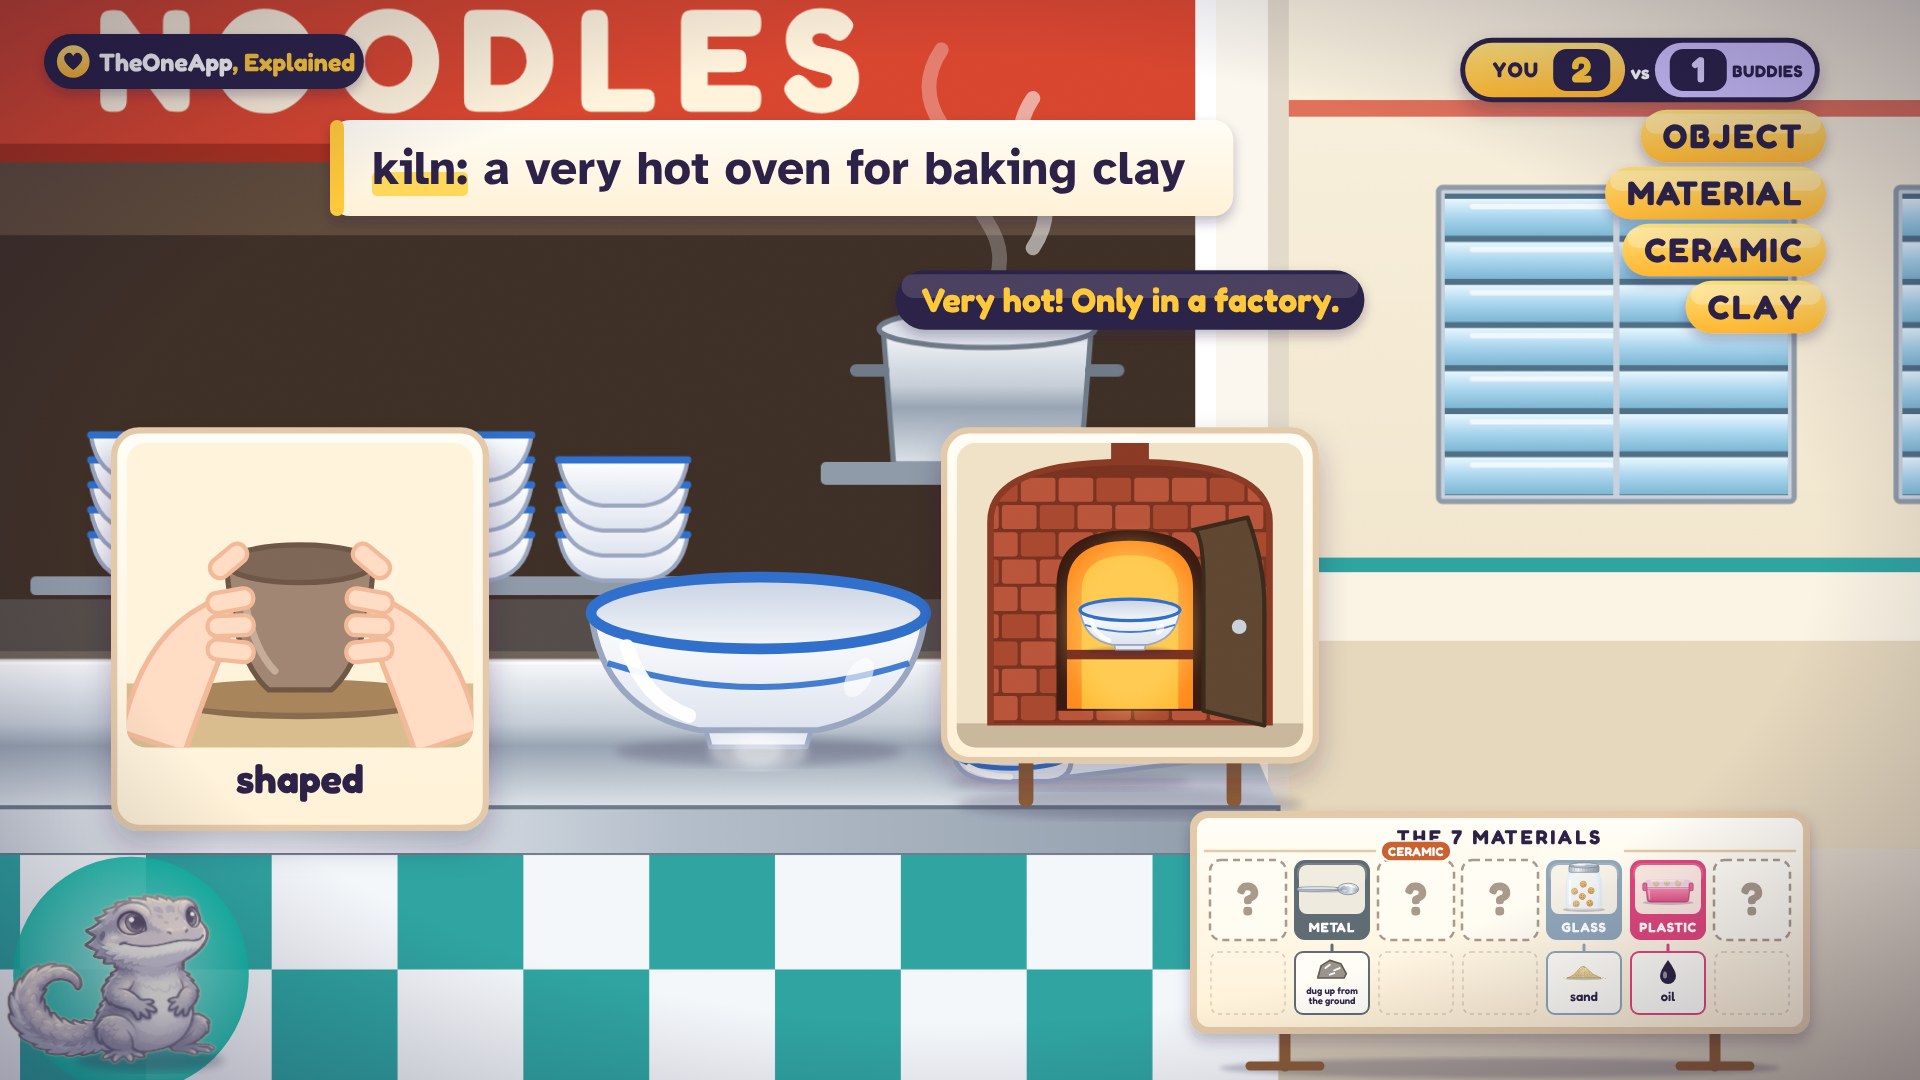 NOODLES
TheOneApp, Explained
YOU 2 vs 1 BUDDIES
kiln: a very hot oven for baking clay
OBJECT
MATERIAL
CERAMIC
CLAY
Very hot! Only in a factory.
shaped
THE 7 MATERIALS
CERAMIC
? METAL ? ? GLASS PLASTIC ?
dug up from
the ground
sand
oil